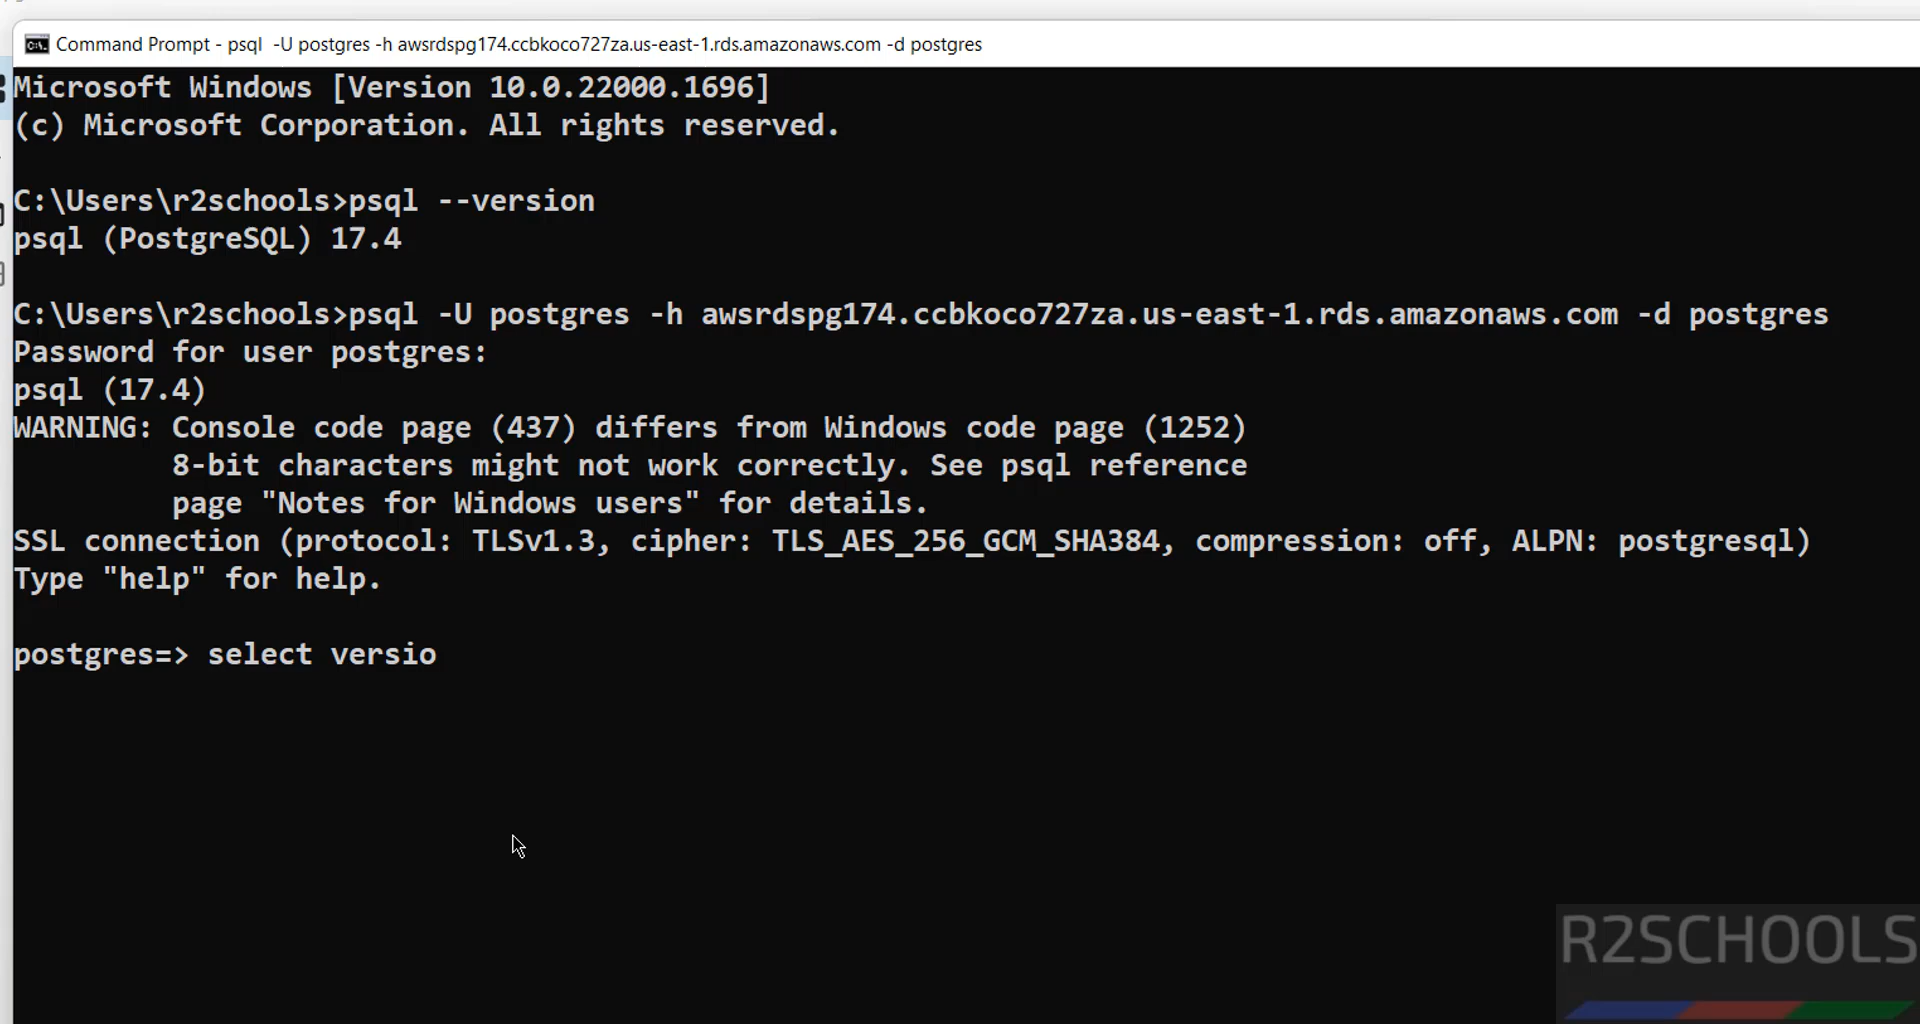 Command Prompt - psql  -U postgres -h awsrdspg174.ccbkoco727za.us-east-1.rds.amazonaws.com -d postgres
Microsoft Windows [Version 10.0.22000.1696]
(c) Microsoft Corporation. All rights reserved.
C:\Users\r2schools>psql --version
psql (PostgreSQL) 17.4
C:\Users\r2schools>psql -U postgres -h awsrdspg174.ccbkoco727za.us-east-1.rds.amazonaws.com -d postgres
Password for user postgres:
psql (17.4)
WARNING: Console code page (437) differs from Windows code page (1252)
         8-bit characters might not work correctly. See psql reference
         page "Notes for Windows users" for details.
SSL connection (protocol: TLSv1.3, cipher: TLS_AES_256_GCM_SHA384, compression: off, ALPN: postgresql)
Type "help" for help.
postgres=> select versio
R2SCHOOLS